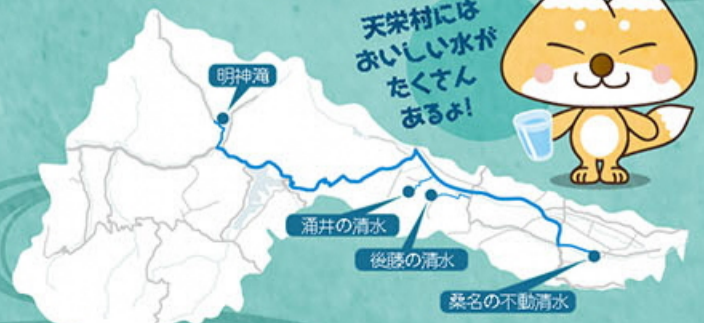 天栄村には
おいしい水が
たくさん
あるよ!
明神滝
涌井の清水
後藤の清水
桑名の不動清水